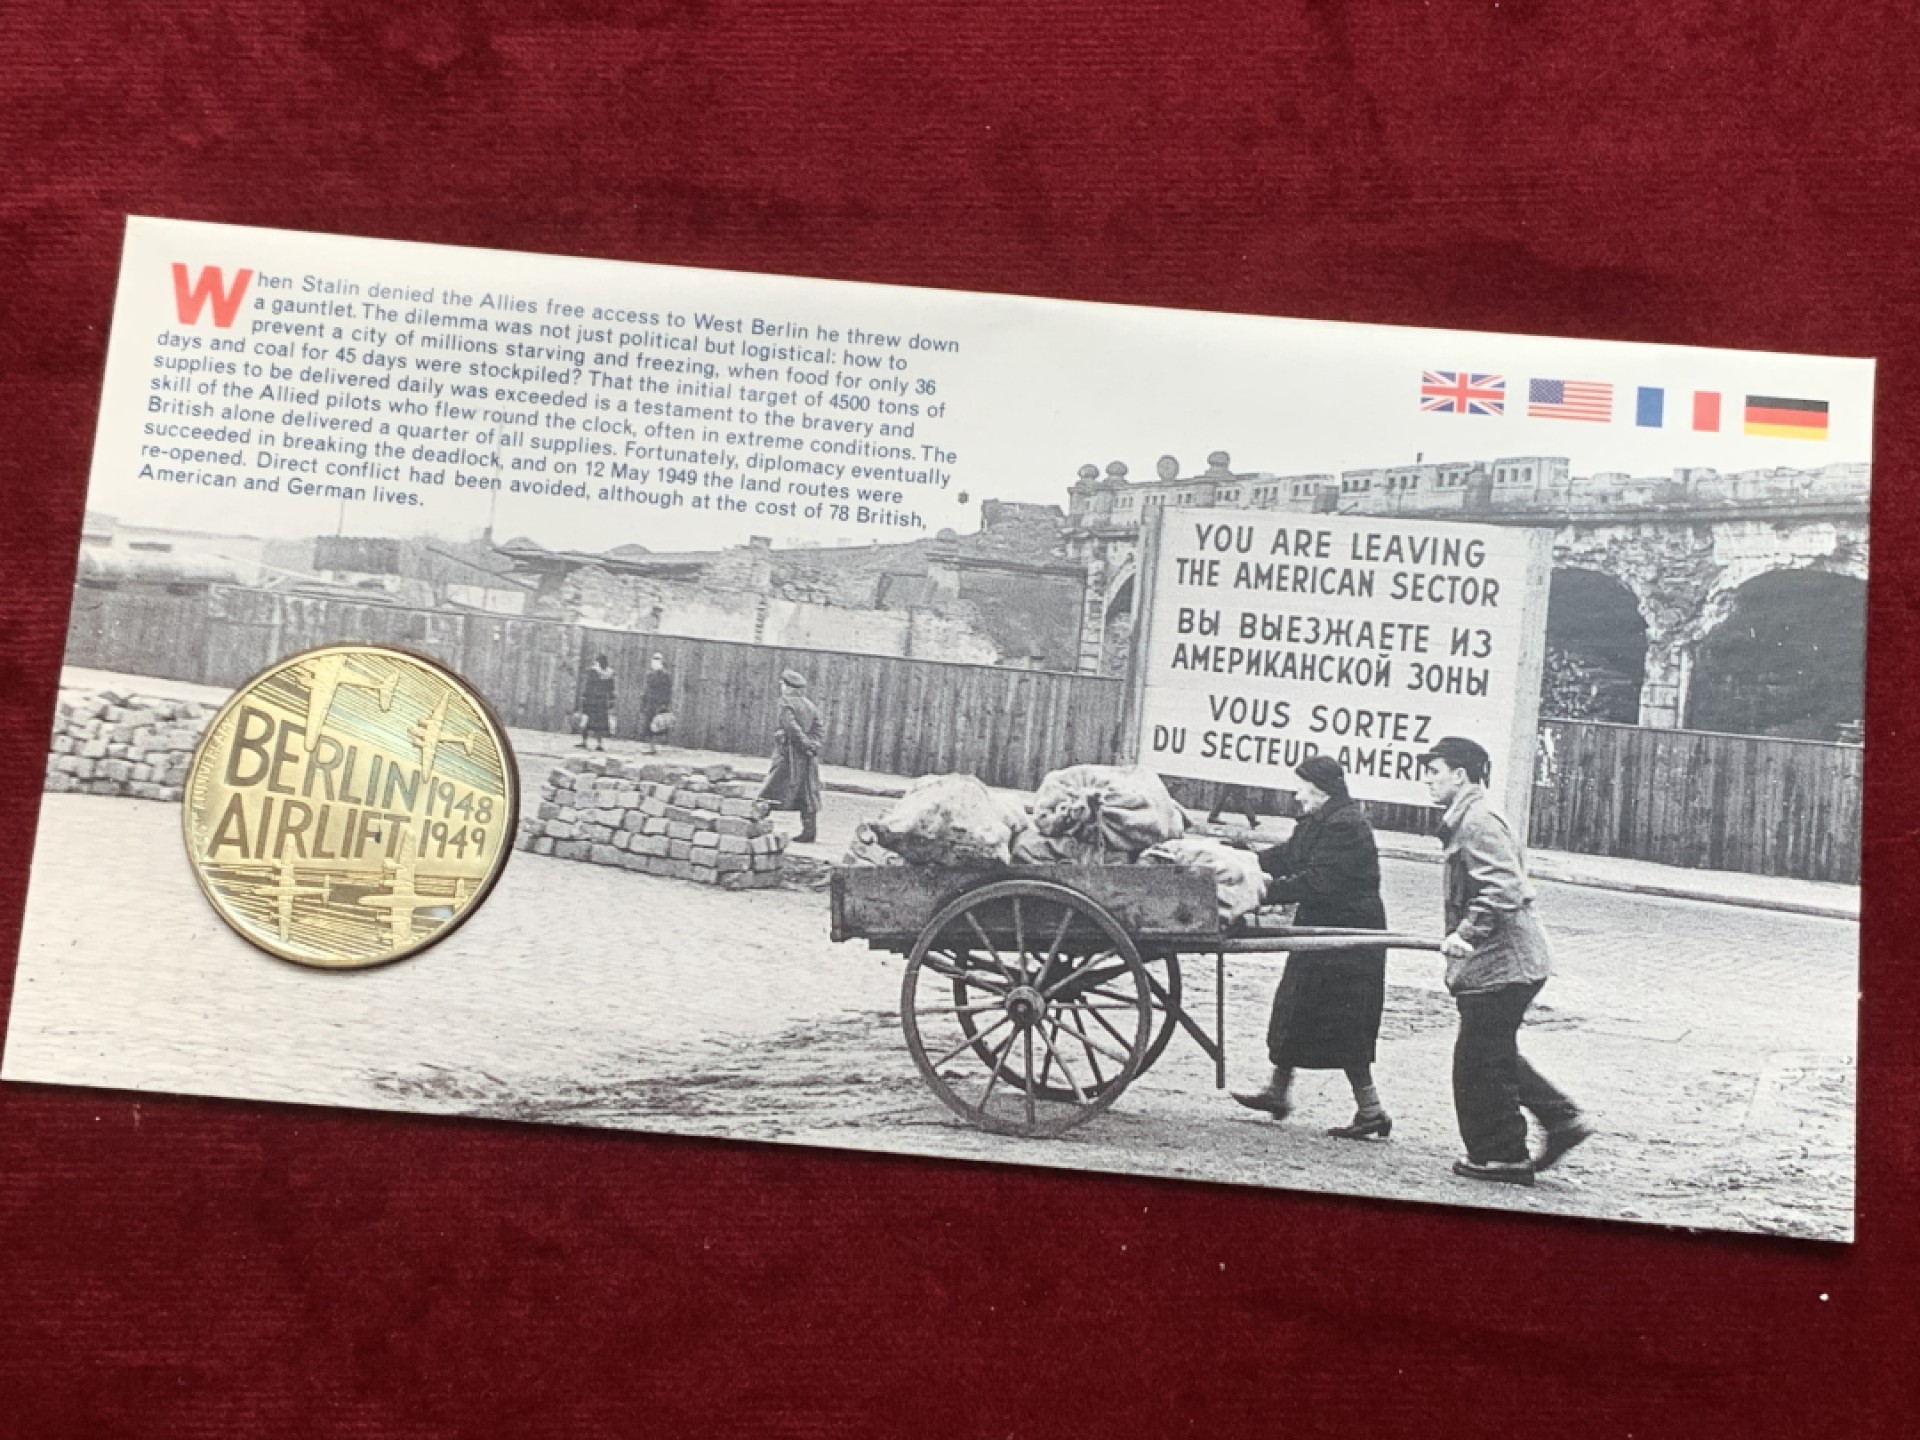 When Stalin denied the Allies free access to West Berlin he threw down
a gauntlet. The dilemma was not just political but logistical: how to
prevent a city of millions starving and freezing, when food for only 36
days and coal for 45 days were stockpiled? That the initial target of 4500 tons of
supplies to be delivered daily was exceeded is a testament to the bravery and
skill of the Allied pilots who flew round the clock, often in extreme conditions. The
British alone delivered a quarter of all supplies. Fortunately, diplomacy eventually
succeeded in breaking the deadlock, and on 12 May 1949 the land routes were
re-opened. Direct conflict had been avoided, although at the cost of 78 British,
American and German lives.
YOU ARE LEAVING
THE AMERICAN SECTOR
ВЫ ВЫЕЗЖАЕТЕ ИЗ
АМЕРИКАНСКОЙ ЗОНЫ
VOUS SORTEZ
DU SECTEUR AMÉRI
BERLIN 1948
AIRLIFT 1949